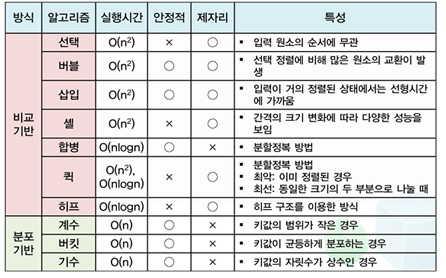 방식 알고리즘 실행시간 안정적 제자리 특성
비교 기반
선택 O(n²) × ○ ▪ 입력 원소의 순서에 무관
버블 O(n²) ○ ○ ▪ 선택 정렬에 비해 많은 원소의 교환이 발
생
삽입 O(n²) ○ ○ ▪ 입력이 거의 정렬된 상태에서는 선형시간
에 가까움
셸 O(n²) × ○ ▪ 간격의 크기 변화에 따라 다양한 성능을
보임
합병 O(nlogn) ○ × ▪ 분할정복 방법
퀵 O(n²), O(nlogn) × ○ ▪ 분할정복 방법
▪ 최악: 이미 정렬된 경우
▪ 최선: 동일한 크기의 두 부분으로 나눌 때
히프 O(nlogn) × ○ ▪ 히프 구조를 이용한 방식
분포 기반
계수 O(n) ○ × ▪ 키값의 범위가 작은 경우
버킷 O(n) ○ × ▪ 키값이 균등하게 분포하는 경우
기수 O(n) ○ × ▪ 키값의 자릿수가 상수인 경우